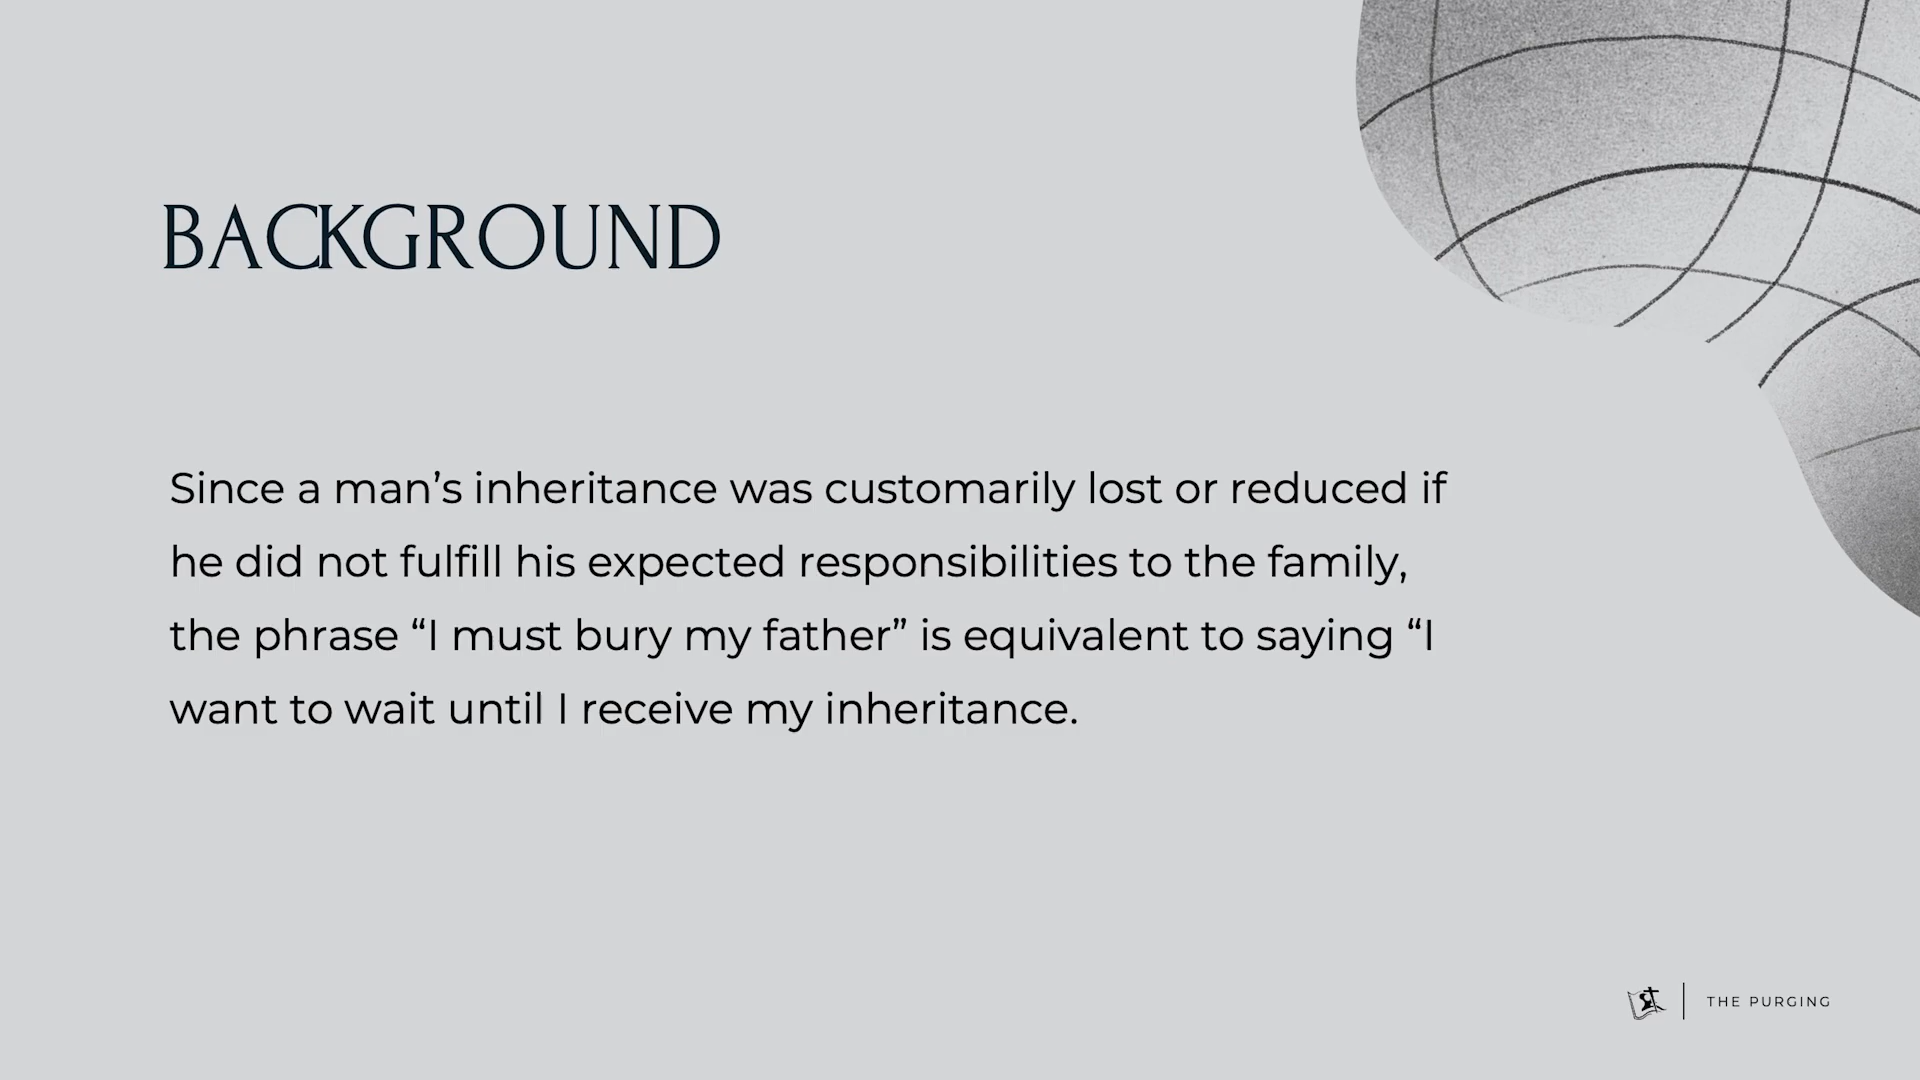 BACKGROUND
Since a man’s inheritance was customarily lost or reduced if
he did not fulfill his expected responsibilities to the family,
the phrase “I must bury my father” is equivalent to saying “I
want to wait until I receive my inheritance.
THE PURGING